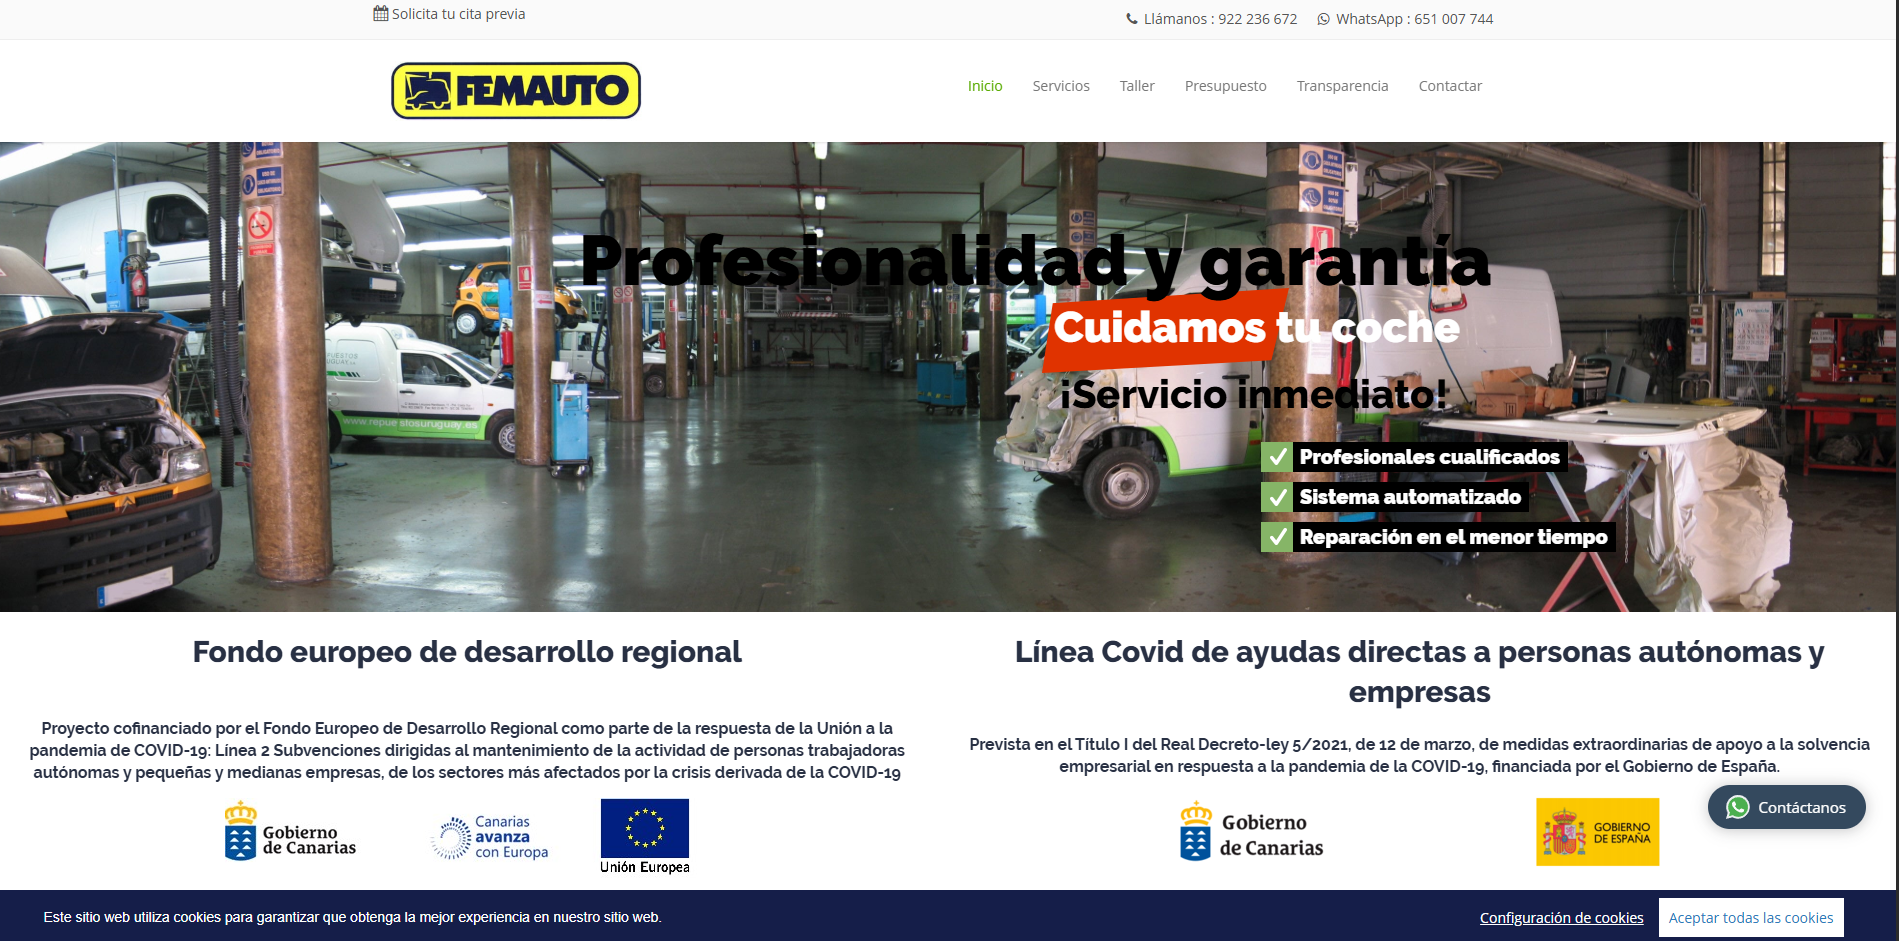 Solicita tu cita previa
Llámanos : 922 236 672
WhatsApp : 651 007 744
FEMAUTO
Inicio
Servicios
Taller
Presupuesto
Transparencia
Contactar
Profesionalidad y garantía
Cuidamos tu coche
¡Servicio inmediato!
www.repuestosuruguay.es
Profesionales cualificados
Sistema automatizado
Reparación en el menor tiempo
Fondo europeo de desarrollo regional
Proyecto cofinanciado por el Fondo Europeo de Desarrollo Regional como parte de la respuesta de la Unión a la
pandemia de COVID-19: Línea 2 Subvenciones dirigidas al mantenimiento de la actividad de personas trabajadoras
autónomas y pequeñas y medianas empresas, de los sectores más afectados por la crisis derivada de la COVID-19
Gobierno
de Canarias
Canarias
avanza
con Europa
Unión Europea
Línea Covid de ayudas directas a personas autónomas y
empresas
Prevista en el Título I del Real Decreto-ley 5/2021, de 12 de marzo, de medidas extraordinarias de apoyo a la solvencia
empresarial en respuesta a la pandemia de la COVID-19, financiada por el Gobierno de España.
Gobierno
de Canarias
GOBIERNO
DE ESPAÑA
Contáctanos
Este sitio web utiliza cookies para garantizar que obtenga la mejor experiencia en nuestro sitio web.
Configuración de cookies
Aceptar todas las cookies